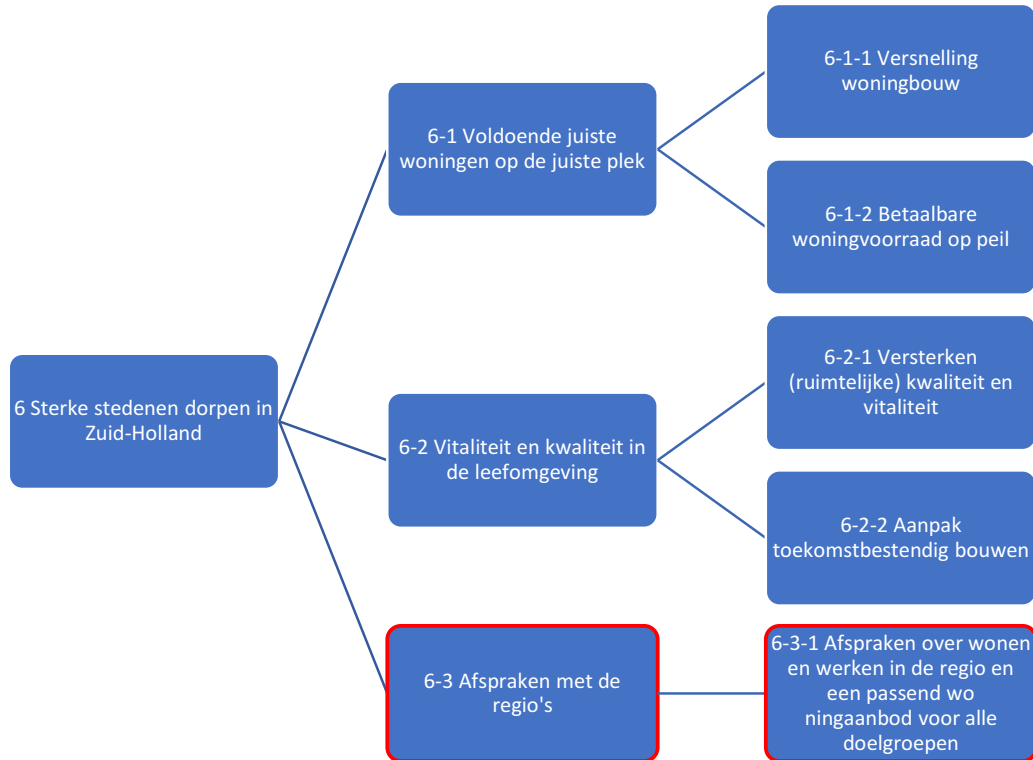 6 Sterke stedenen dorpen in
Zuid-Holland
6-1 Voldoende juiste
woningen op de juiste plek
6-1-1 Versnelling
woningbouw
6-1-2 Betaalbare
woningvoorraad op peil
6-2 Vitaliteit en kwaliteit in
de leefomgeving
6-2-1 Versterken
(ruimtelijke) kwaliteit en
vitaliteit
6-2-2 Aanpak
toekomstbestendig bouwen
6-3 Afspraken met de
regio's
6-3-1 Afspraken over wonen
en werken in de regio en
een passend wo
ningaanbod voor alle
doelgroepen